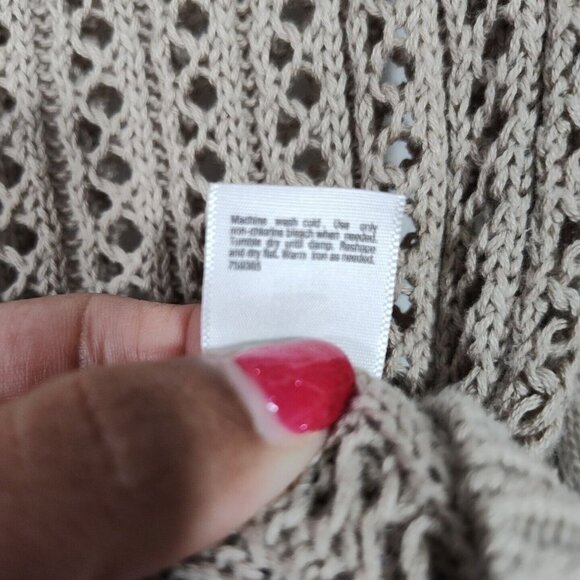 Machine wash cold. Use only
non-chlorine bleach when needed.
Tumble dry until damp. Reshape
and dry flat. Warm iron as needed.